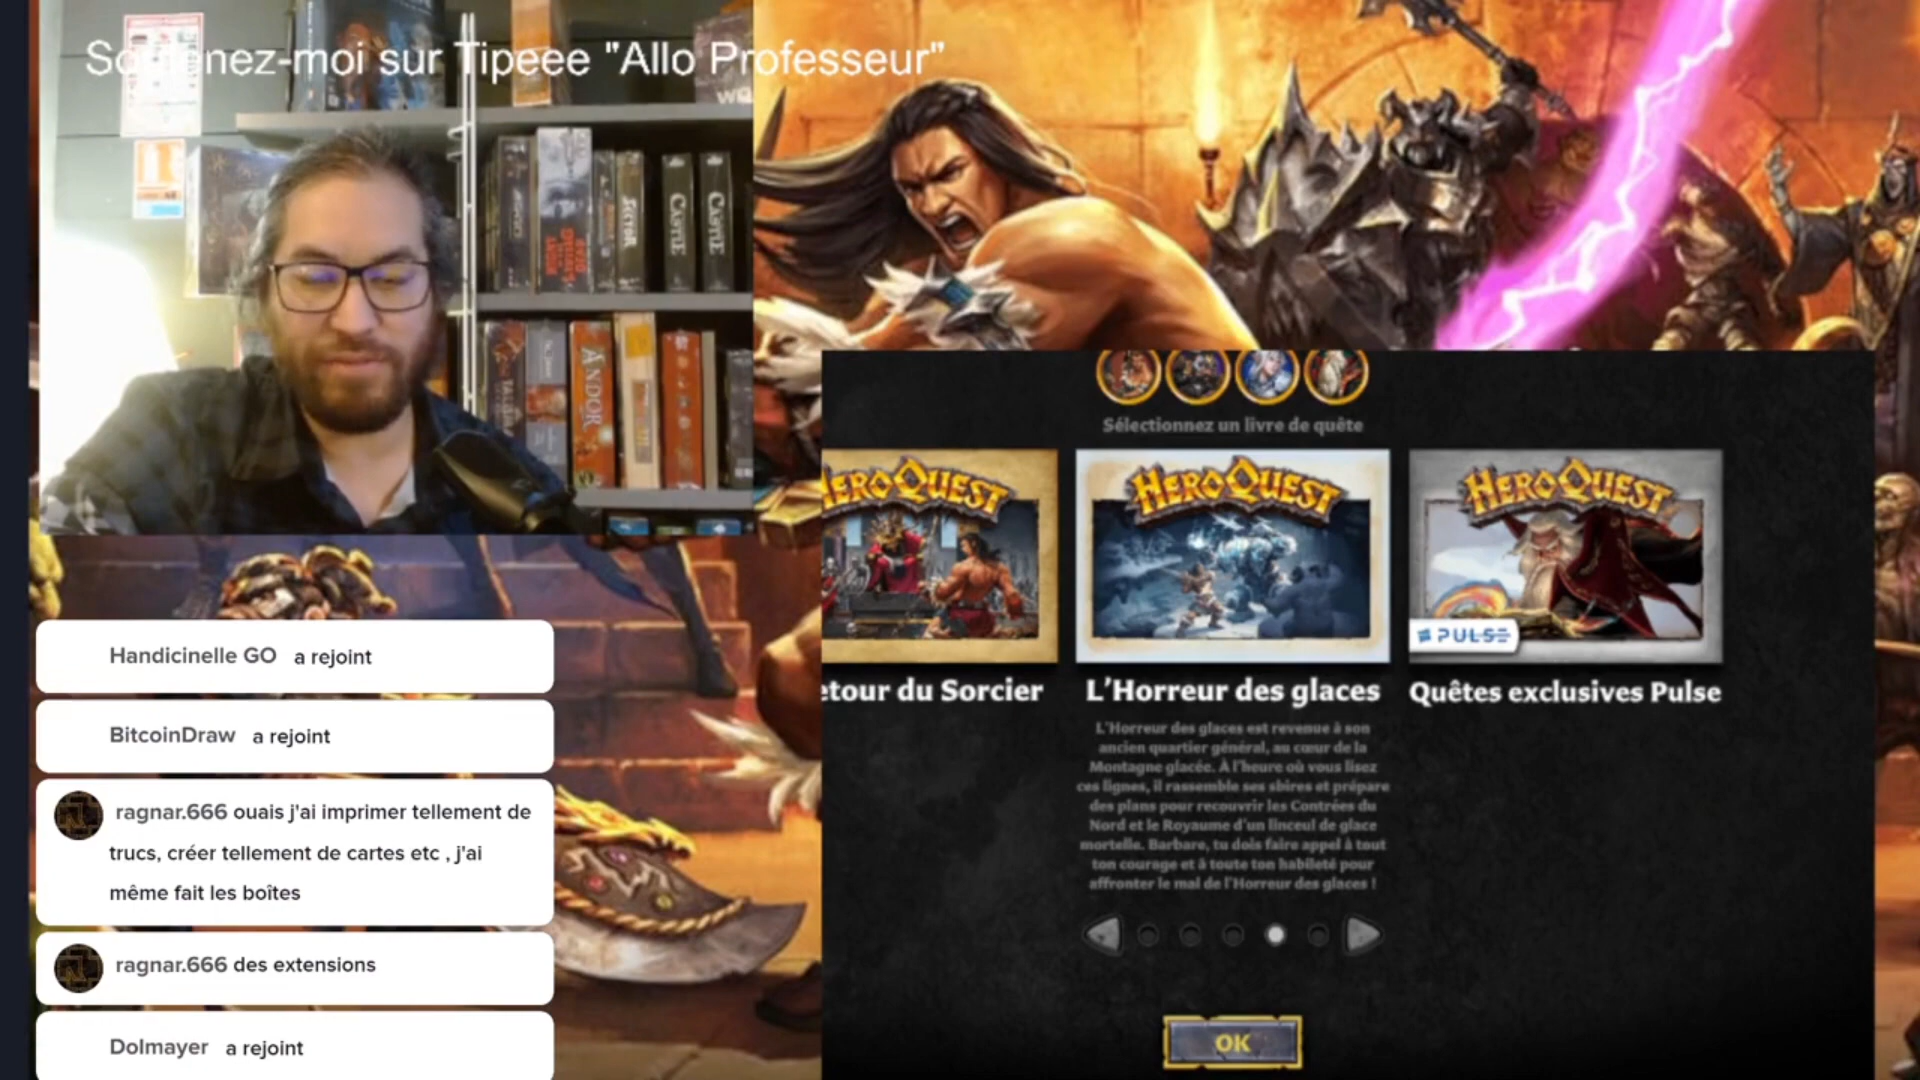 Soutenez-moi sur Tipeee "Allo Professeur"
CASTLE
CASTLE
ANDOR
Sélectionnez un livre de quête
HEROQUEST
HEROQUEST
HEROQUEST
PULSE
etour du Sorcier
L'Horreur des glaces
Quêtes exclusives Pulse
L'Horreur des glaces est revenue à son
ancien quartier général, au cœur de la
Montagne glacée. À l'heure où vous lisez
ces lignes, il rassemble ses sbires et prépare
des plans pour recouvrir les Contrées du
Nord et le Royaume d'un linceul de glace
mortelle. Barbare, tu dois faire appel à tout
ton courage et à toute ton habileté pour
affronter le mal de l'Horreur des glaces !
OK
Handicinelle GO a rejoint
BitcoinDraw a rejoint
ragnar.666 ouais j'ai imprimer tellement de
trucs, créer tellement de cartes etc , j'ai
même fait les boîtes
ragnar.666 des extensions
Dolmayer a rejoint